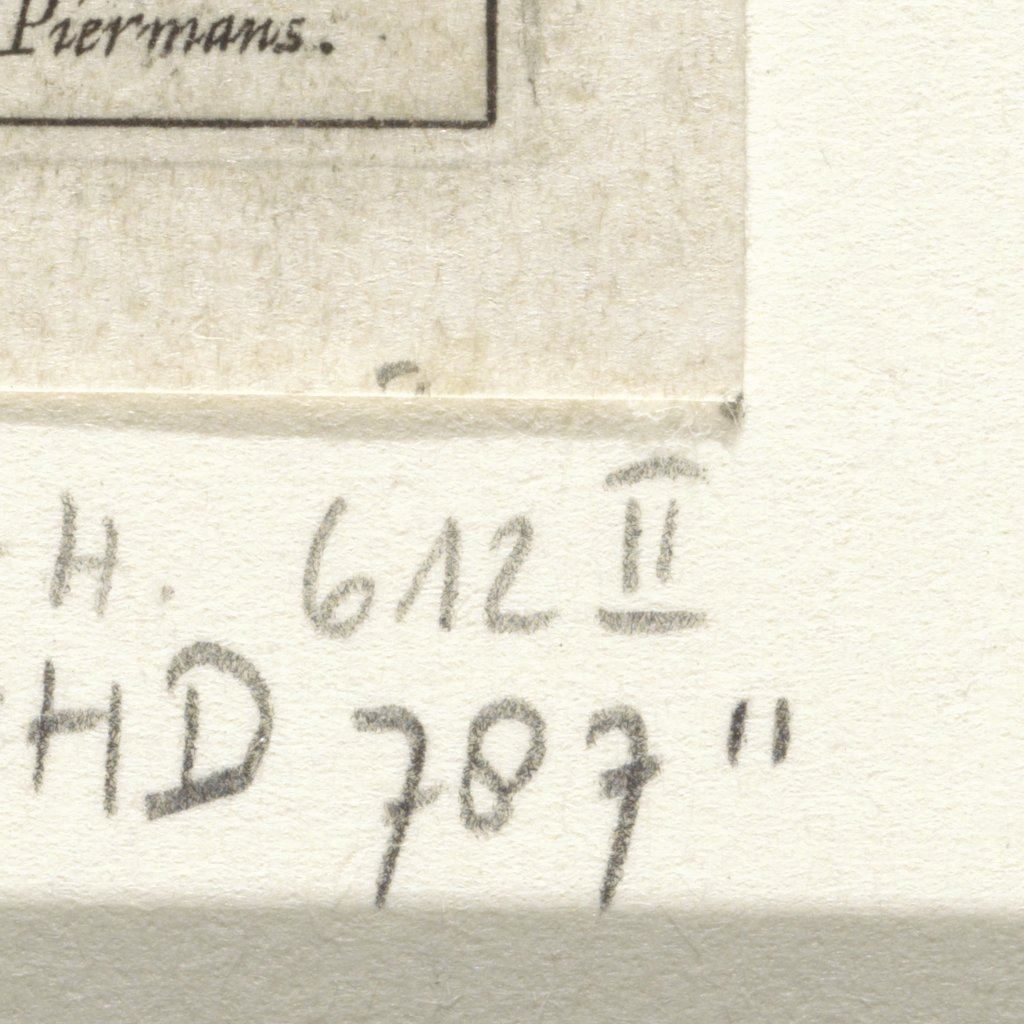 Piermans.
H. 612 II
HD 787 "